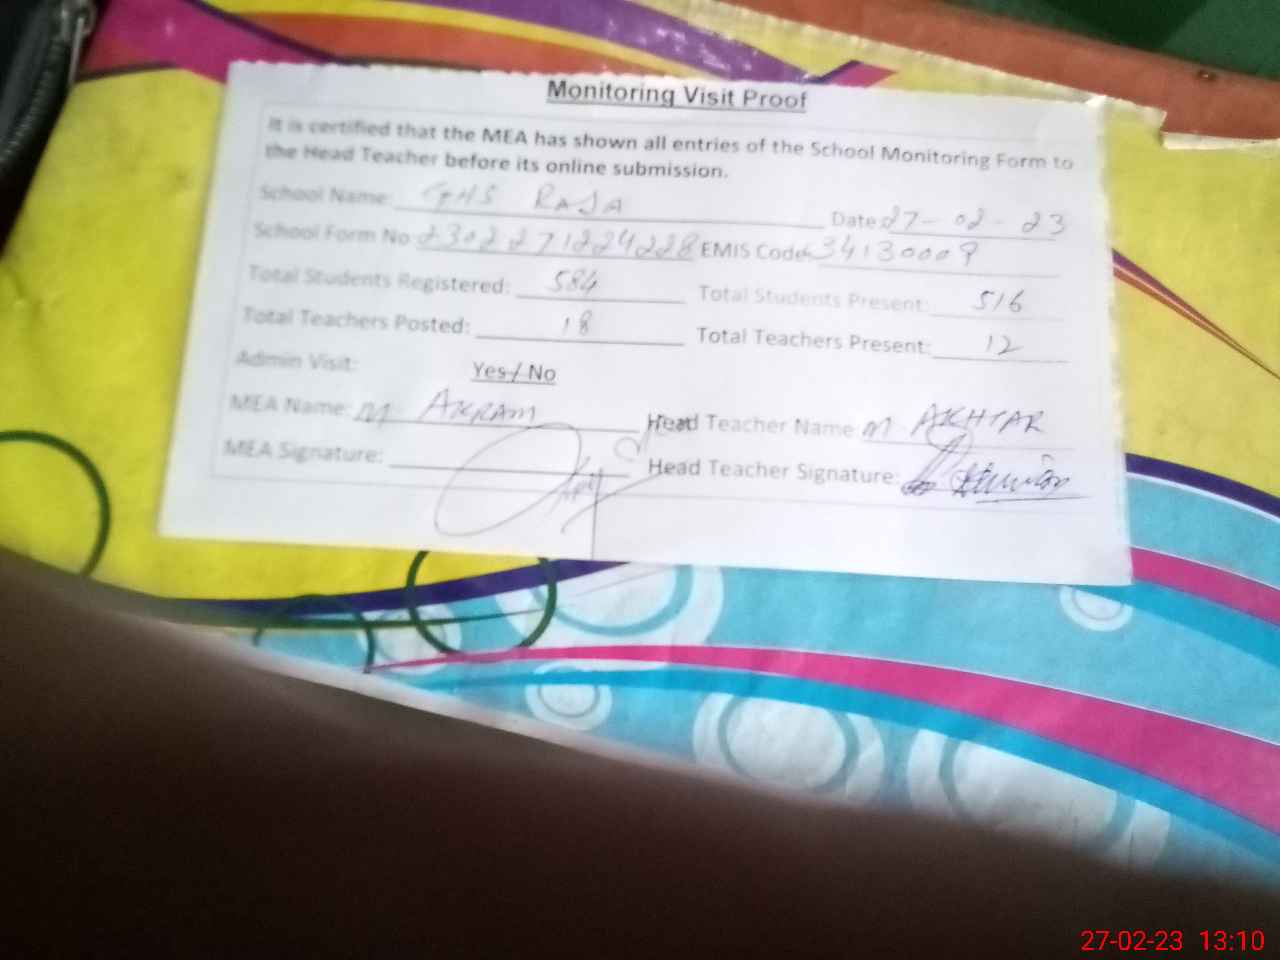 Monitoring Visit Proof
It is certified that the MEA has shown all entries of the School Monitoring Form to
the Head Teacher before its online submission.
School Name: GHS RAJA Date: 27-02-23
School Form No 2302271224228 EMIS Code: 34130009
Total Students Registered: 584 Total Students Present: 516
Total Teachers Posted: 18 Total Teachers Present: 12
Admin Visit: Yes / No
MEA Name: M AKRAM Head Teacher Name M AKHTAR
MEA Signature: Head Teacher Signature:
27-02-23 13:10